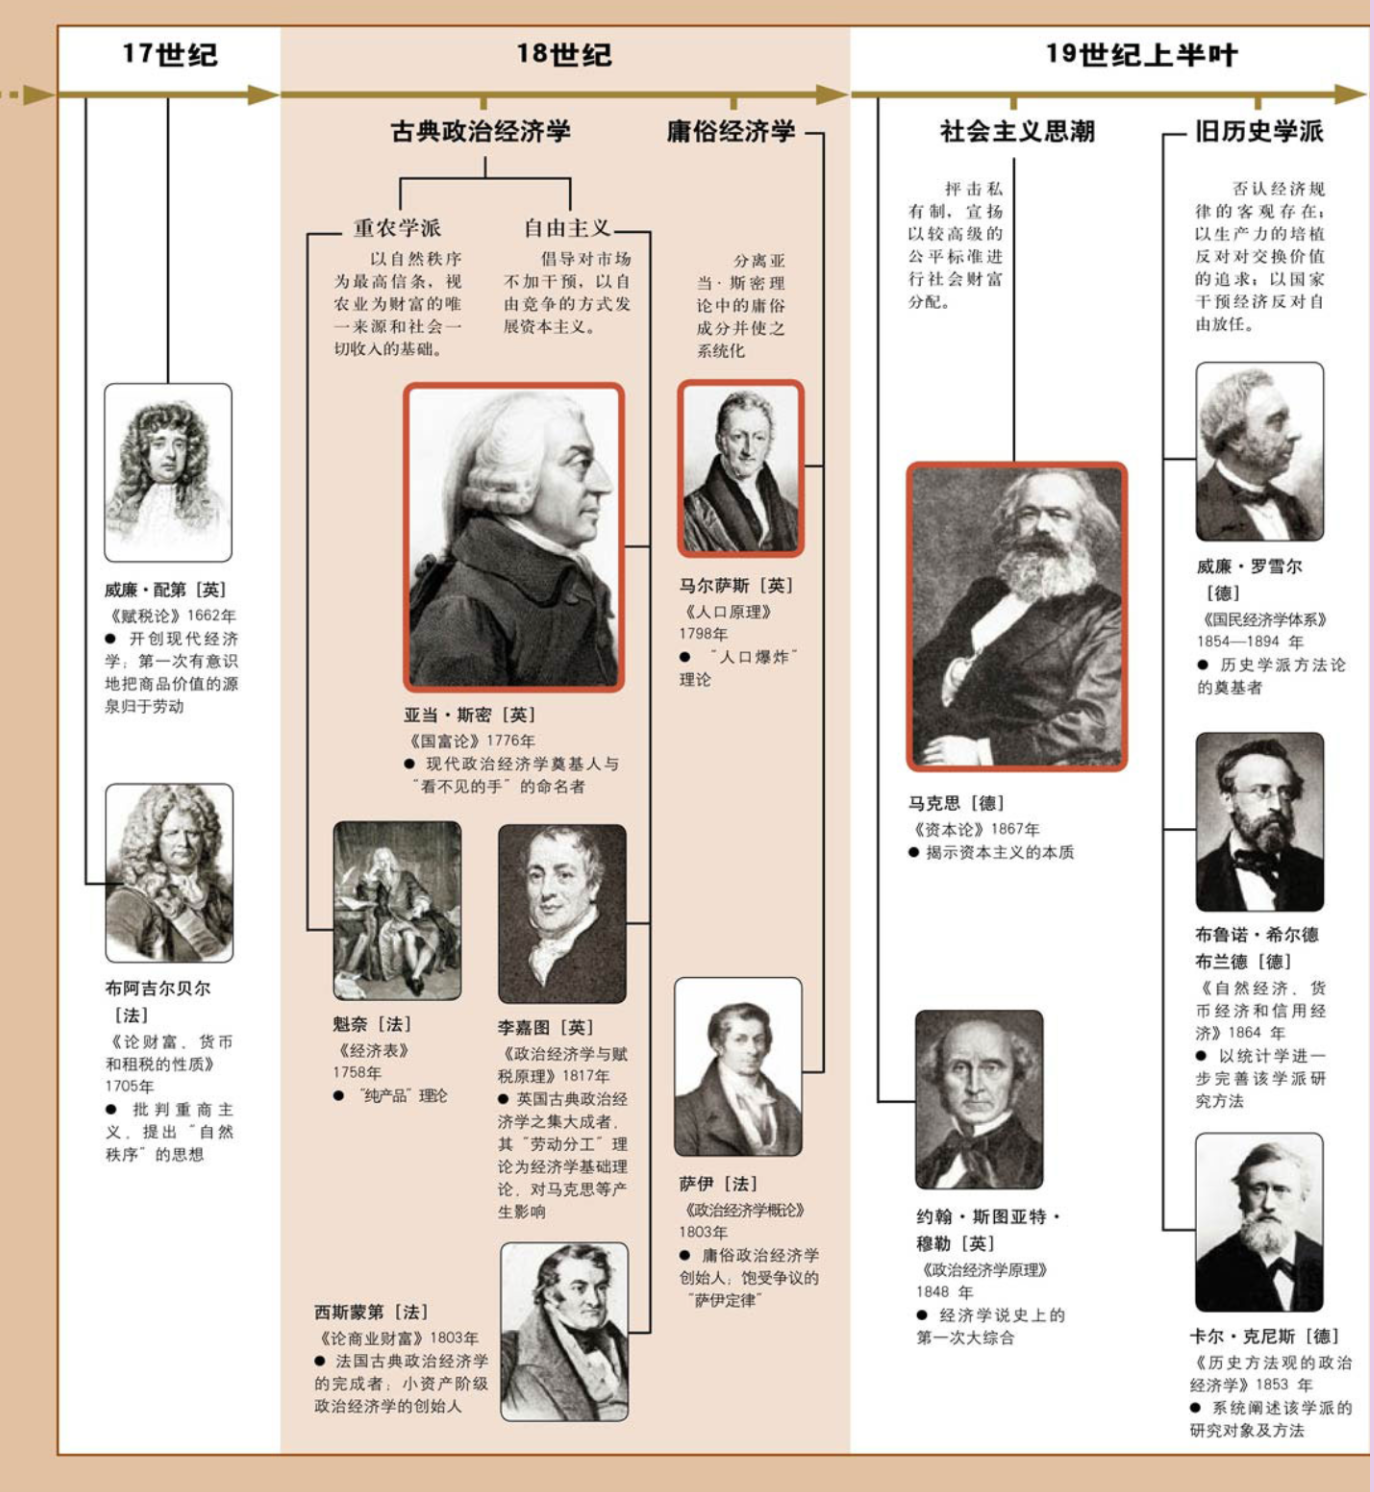 17世纪
18世纪
19世纪上半叶
古典政治经济学
庸俗经济学
社会主义思潮
旧历史学派
重农学派
以自然秩序
为最高信条，视
农业为财富的唯
一来源和社会一
切收入的基础。
自由主义
倡导对市场
不加干预，以自
由竞争的方式发
展资本主义。
分离亚
当·斯密理
论中的庸俗
成分并使之
系统化
抨击私
有制，宣扬
以较高级的
公平标准进
行社会财富
分配。
否认经济规
律的客观存在；
以生产力的培植
反对对交换价值
的追求；以国家
干预经济反对自
由放任。
威廉·配第［英］
《赋税论》1662年
● 开创现代经济
学；第一次有意识
地把商品价值的源
泉归于劳动
布阿吉尔贝尔
［法］
《论财富、货币
和租税的性质》
1705年
● 批判重商主
义，提出“自然
秩序”的思想
亚当·斯密［英］
《国富论》1776年
● 现代政治经济学奠基人与
“看不见的手”的命名者
魁奈［法］
《经济表》
1758年
● “纯产品”理论
李嘉图［英］
《政治经济学与赋
税原理》1817年
● 英国古典政治经
济学之集大成者，
其“劳动分工”理
论为经济学基础理
论，对马克思等产
生影响
西斯蒙第［法］
《论商业财富》1803年
● 法国古典政治经济学
的完成者；小资产阶级
政治经济学的创始人
马尔萨斯［英］
《人口原理》
1798年
● “人口爆炸”
理论
萨伊［法］
《政治经济学概论》
1803年
● 庸俗政治经济学
创始人；饱受争议的
“萨伊定律”
马克思［德］
《资本论》1867年
● 揭示资本主义的本质
约翰·斯图亚特·
穆勒［英］
《政治经济学原理》
1848 年
● 经济学说史上的
第一次大综合
威廉·罗雪尔
［德］
《国民经济学体系》
1854—1894 年
● 历史学派方法论
的奠基者
布鲁诺·希尔德
布兰德［德］
《自然经济、货
币经济和信用经
济》1864 年
● 以统计学进一
步完善该学派研
究方法
卡尔·克尼斯［德］
《历史方法观的政治
经济学》1853 年
● 系统阐述该学派的
研究对象及方法